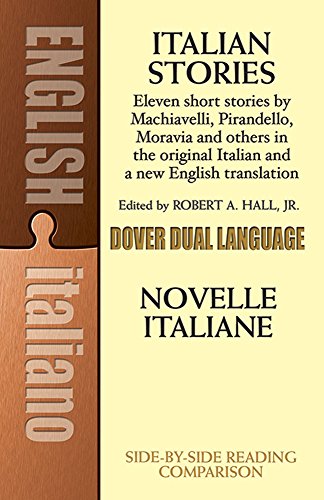 ENGLISH
italiano
ITALIAN
STORIES
Eleven short stories by
Machiavelli, Pirandello,
Moravia and others in
the original Italian and
a new English translation
Edited by ROBERT A. HALL, JR.
DOVER DUAL LANGUAGE
NOVELLE
ITALIANE
SIDE-BY-SIDE READING
COMPARISON